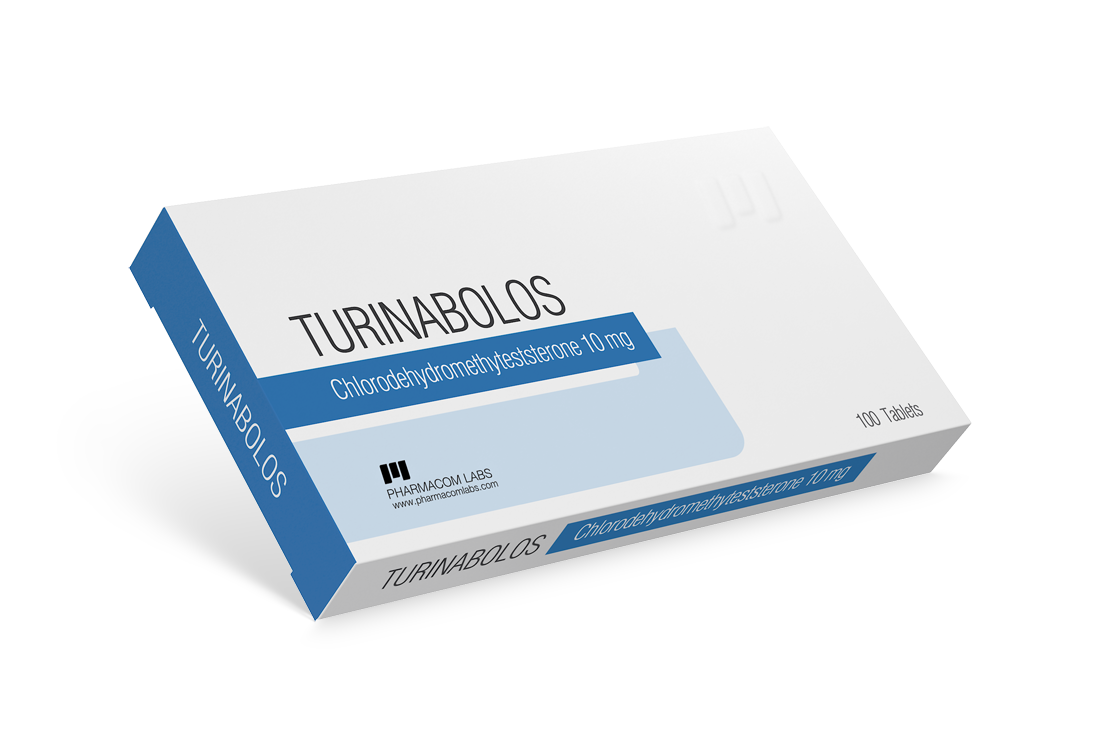 TURINABOLOS
Chlorodehydromethyteststerone 10 mg
PHARMACOM LABS
www.pharmacomlabs.com
100 Tablets
TURINABOLOS
TURINABOLOS
Chlorodehydromethyteststerone 10 mg